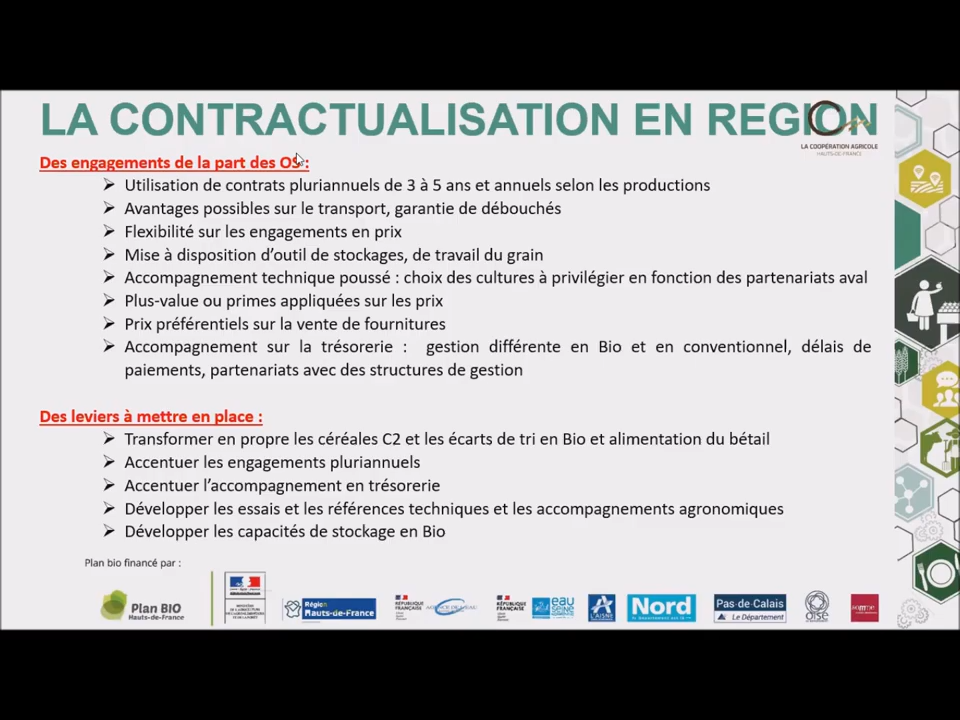 LA CONTRACTUALISATION EN REGION
LA COOPÉRATION AGRICOLE
HAUTS-DE-FRANCE
Des engagements de la part des OS :
Utilisation de contrats pluriannuels de 3 à 5 ans et annuels selon les productions
Avantages possibles sur le transport, garantie de débouchés
Flexibilité sur les engagements en prix
Mise à disposition d’outil de stockages, de travail du grain
Accompagnement technique poussé : choix des cultures à privilégier en fonction des partenariats aval
Plus-value ou primes appliquées sur les prix
Prix préférentiels sur la vente de fournitures
Accompagnement sur la trésorerie : gestion différente en Bio et en conventionnel, délais de
paiements, partenariats avec des structures de gestion
Des leviers à mettre en place :
Transformer en propre les céréales C2 et les écarts de tri en Bio et alimentation du bétail
Accentuer les engagements pluriannuels
Accentuer l’accompagnement en trésorerie
Développer les essais et les références techniques et les accompagnements agronomiques
Développer les capacités de stockage en Bio
Plan bio financé par :
Plan BIO
Hauts-de-France
Région
Hauts-de-France
RÉPUBLIQUE
FRANÇAISE
AGENCE DE L'EAU
RÉPUBLIQUE
FRANÇAISE
eau
seine
L'AISNE
Nord
Pas-de-Calais
Le Département
OISE
somme